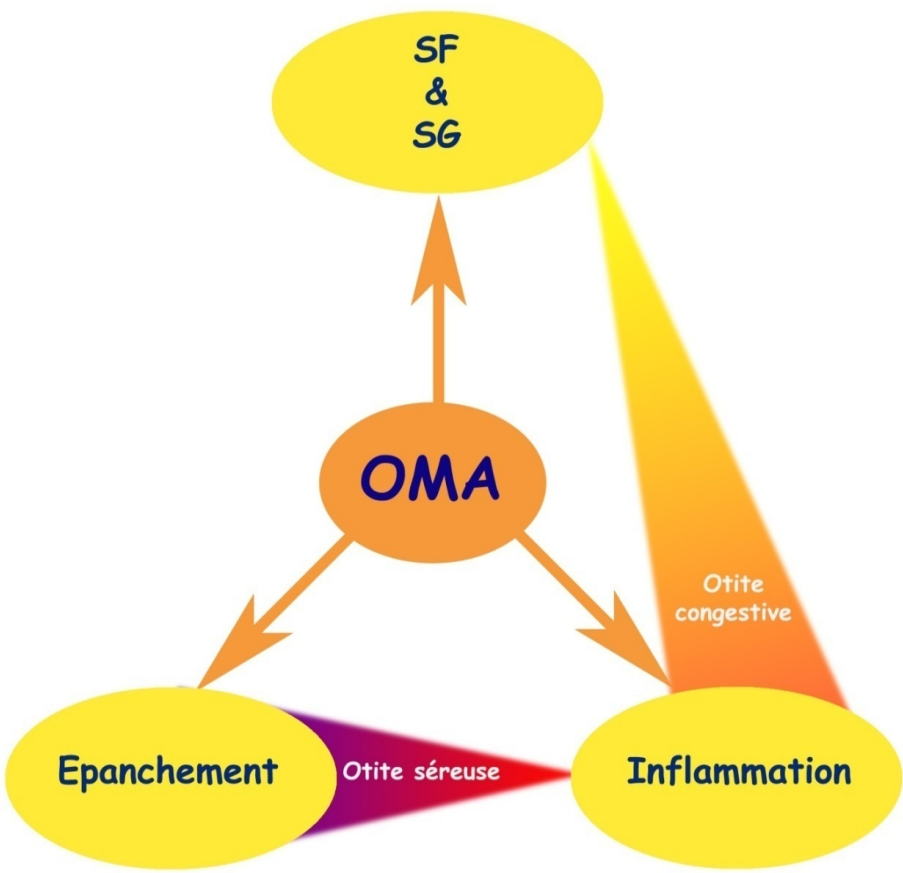 SF
&
SG
OMA
Otite
congestive
Epanchement
Otite séreuse
Inflammation